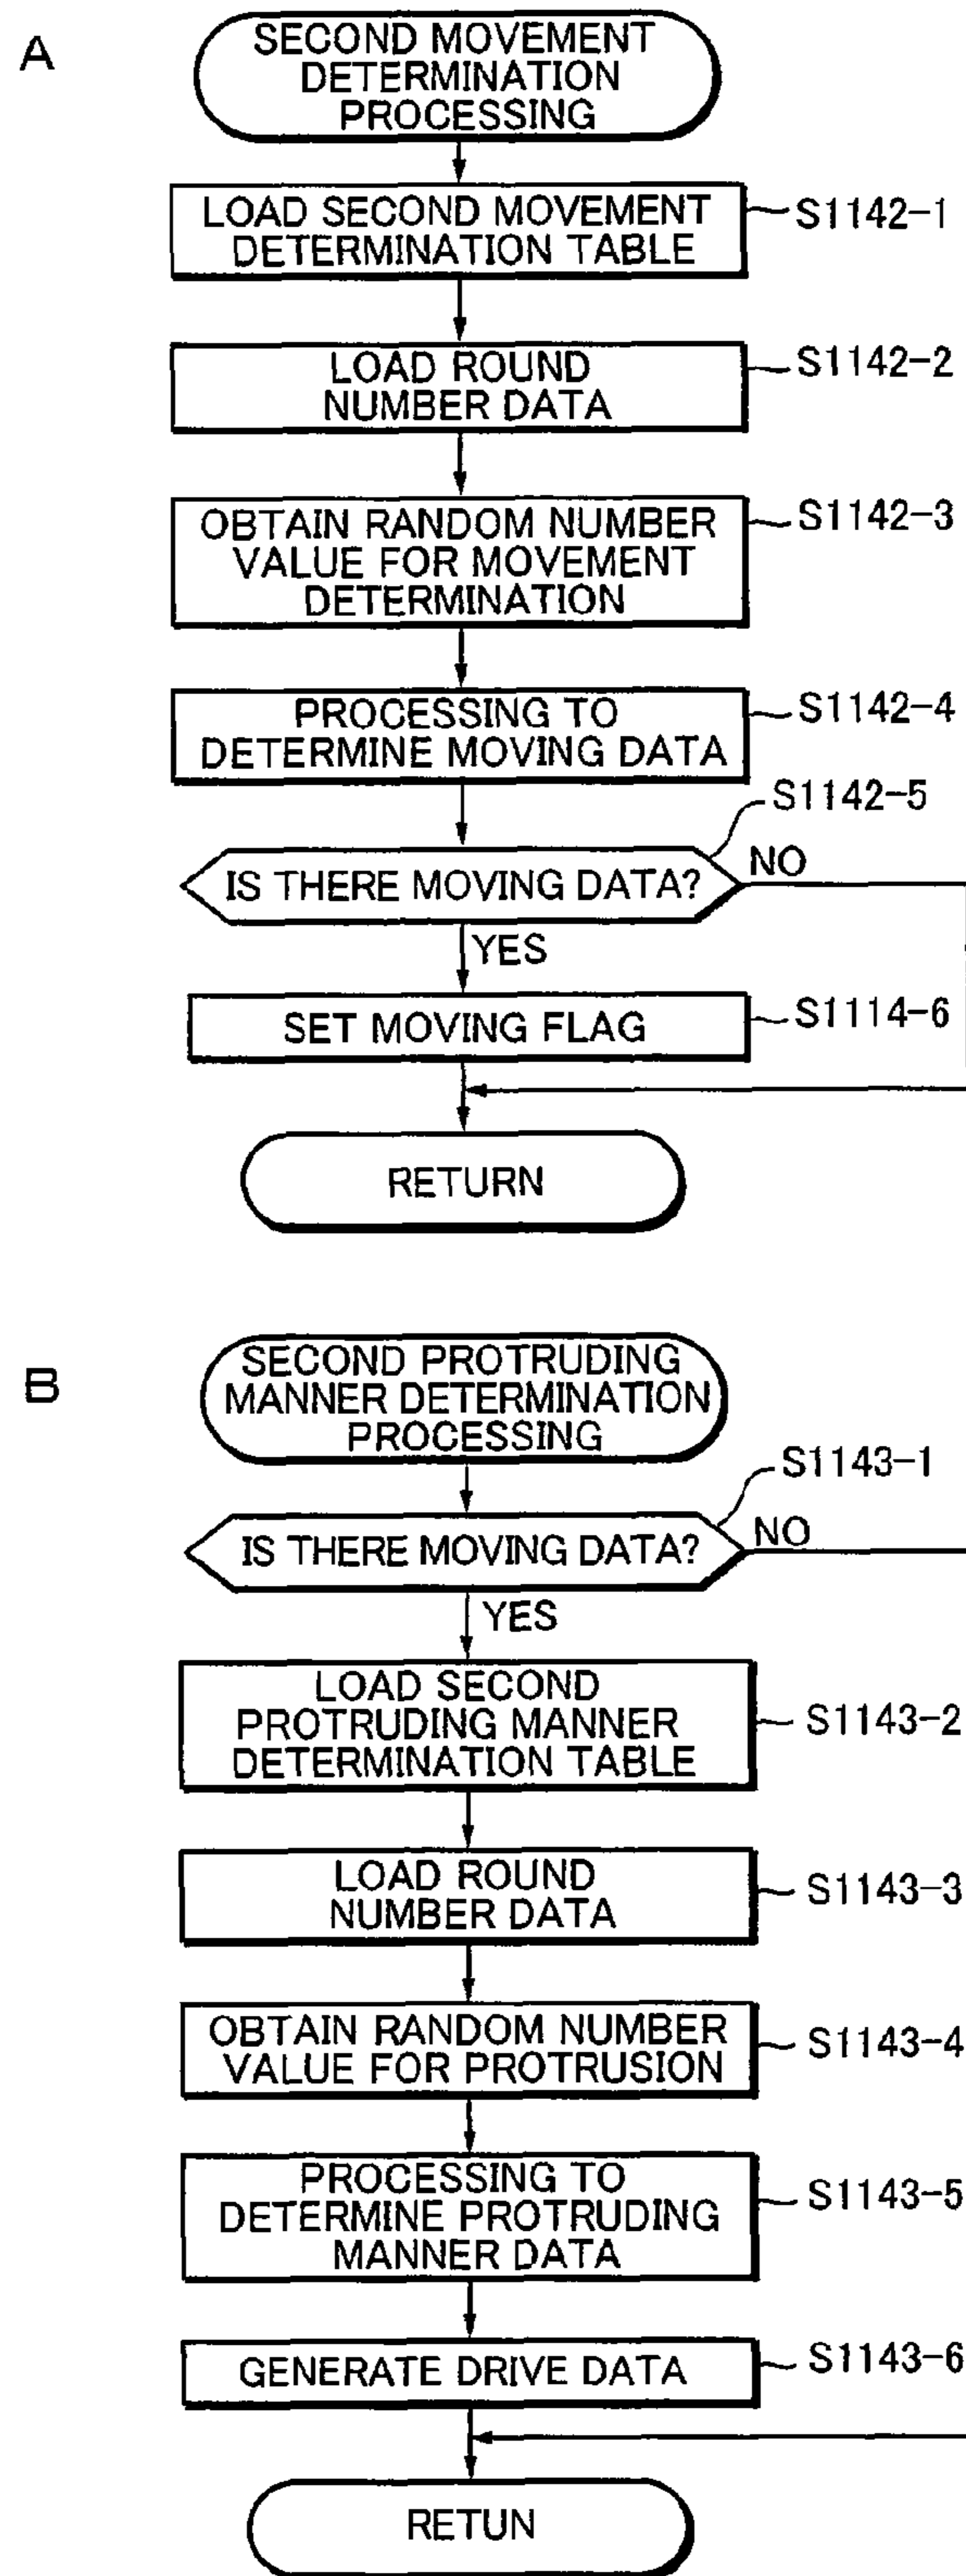 A
SECOND MOVEMENT
DETERMINATION
PROCESSING
LOAD SECOND MOVEMENT
DETERMINATION TABLE
S1142-1
LOAD ROUND
NUMBER DATA
S1142-2
OBTAIN RANDOM NUMBER
VALUE FOR MOVEMENT
DETERMINATION
S1142-3
PROCESSING TO
DETERMINE MOVING DATA
S1142-4
S1142-5
IS THERE MOVING DATA?
NO
YES
SET MOVING FLAG
S1114-6
RETURN
B
SECOND PROTRUDING
MANNER DETERMINATION
PROCESSING
S1143-1
IS THERE MOVING DATA?
NO
YES
LOAD SECOND
PROTRUDING MANNER
DETERMINATION TABLE
S1143-2
LOAD ROUND
NUMBER DATA
S1143-3
OBTAIN RANDOM NUMBER
VALUE FOR PROTRUSION
S1143-4
PROCESSING TO
DETERMINE PROTRUDING
MANNER DATA
S1143-5
GENERATE DRIVE DATA
S1143-6
RETUN